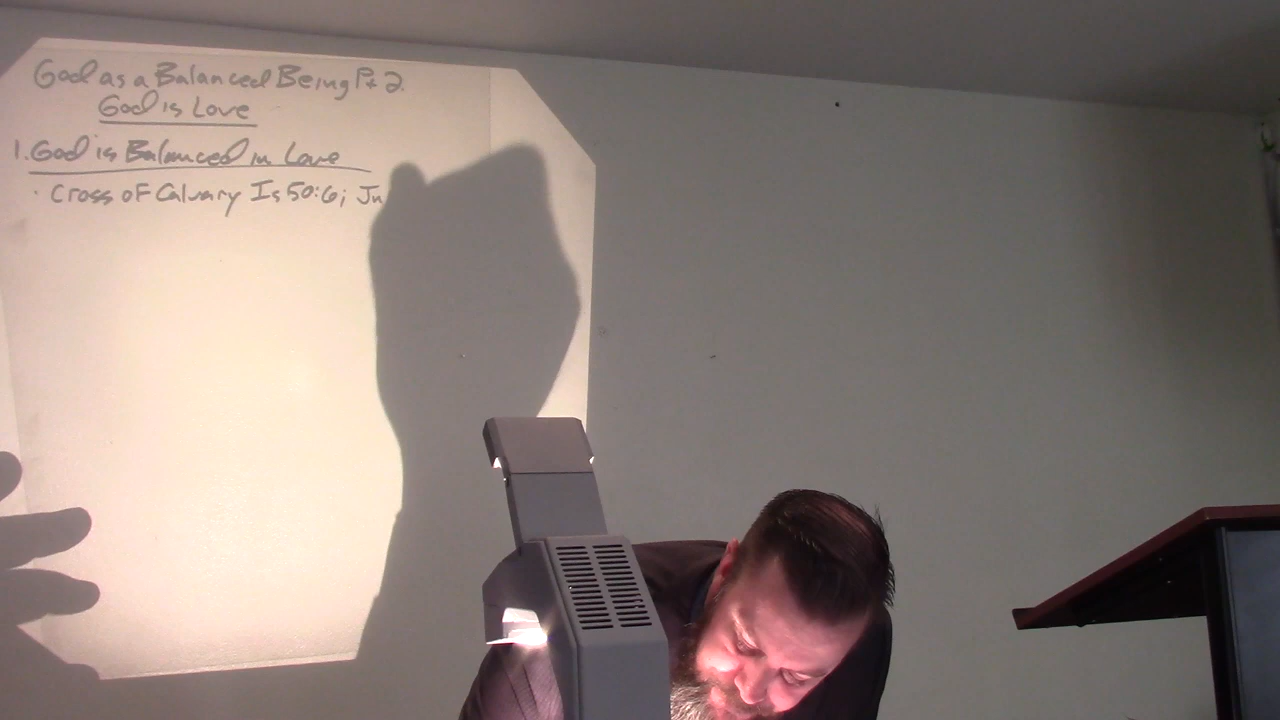 God as a Balanced Being Pt 2.
God is Love
1. God is Balanced in Love
· Cross of Calvary Is 50:6; Jn